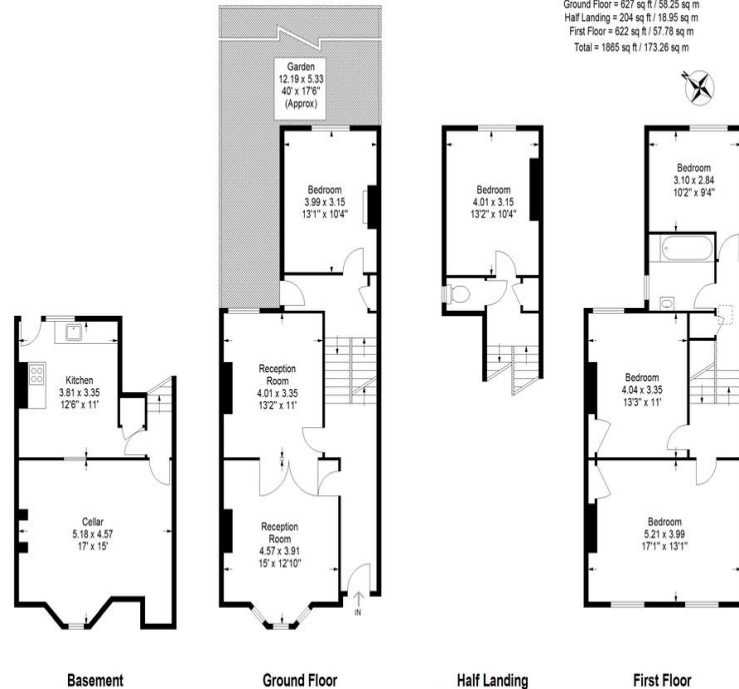 Ground Floor = 627 sq ft / 58.25 sq m
Half Landing = 204 sq ft / 18.95 sq m
First Floor = 622 sq ft / 57.78 sq m
Total = 1865 sq ft / 173.26 sq m
N
Garden
12.19 x 5.33
40' x 17'6"
(Approx)
Bedroom
3.99 x 3.15
13'1" x 10'4"
Bedroom
4.01 x 3.15
13'2" x 10'4"
Bedroom
3.10 x 2.84
10'2" x 9'4"
Kitchen
3.81 x 3.35
12'6" x 11'
Reception
Room
4.01 x 3.35
13'2" x 11'
Bedroom
4.04 x 3.35
13'3" x 11'
Cellar
5.18 x 4.57
17' x 15'
Reception
Room
4.57 x 3.91
15' x 12'10"
Bedroom
5.21 x 3.99
17'1" x 13'1"
IN
Basement
Ground Floor
Half Landing
First Floor